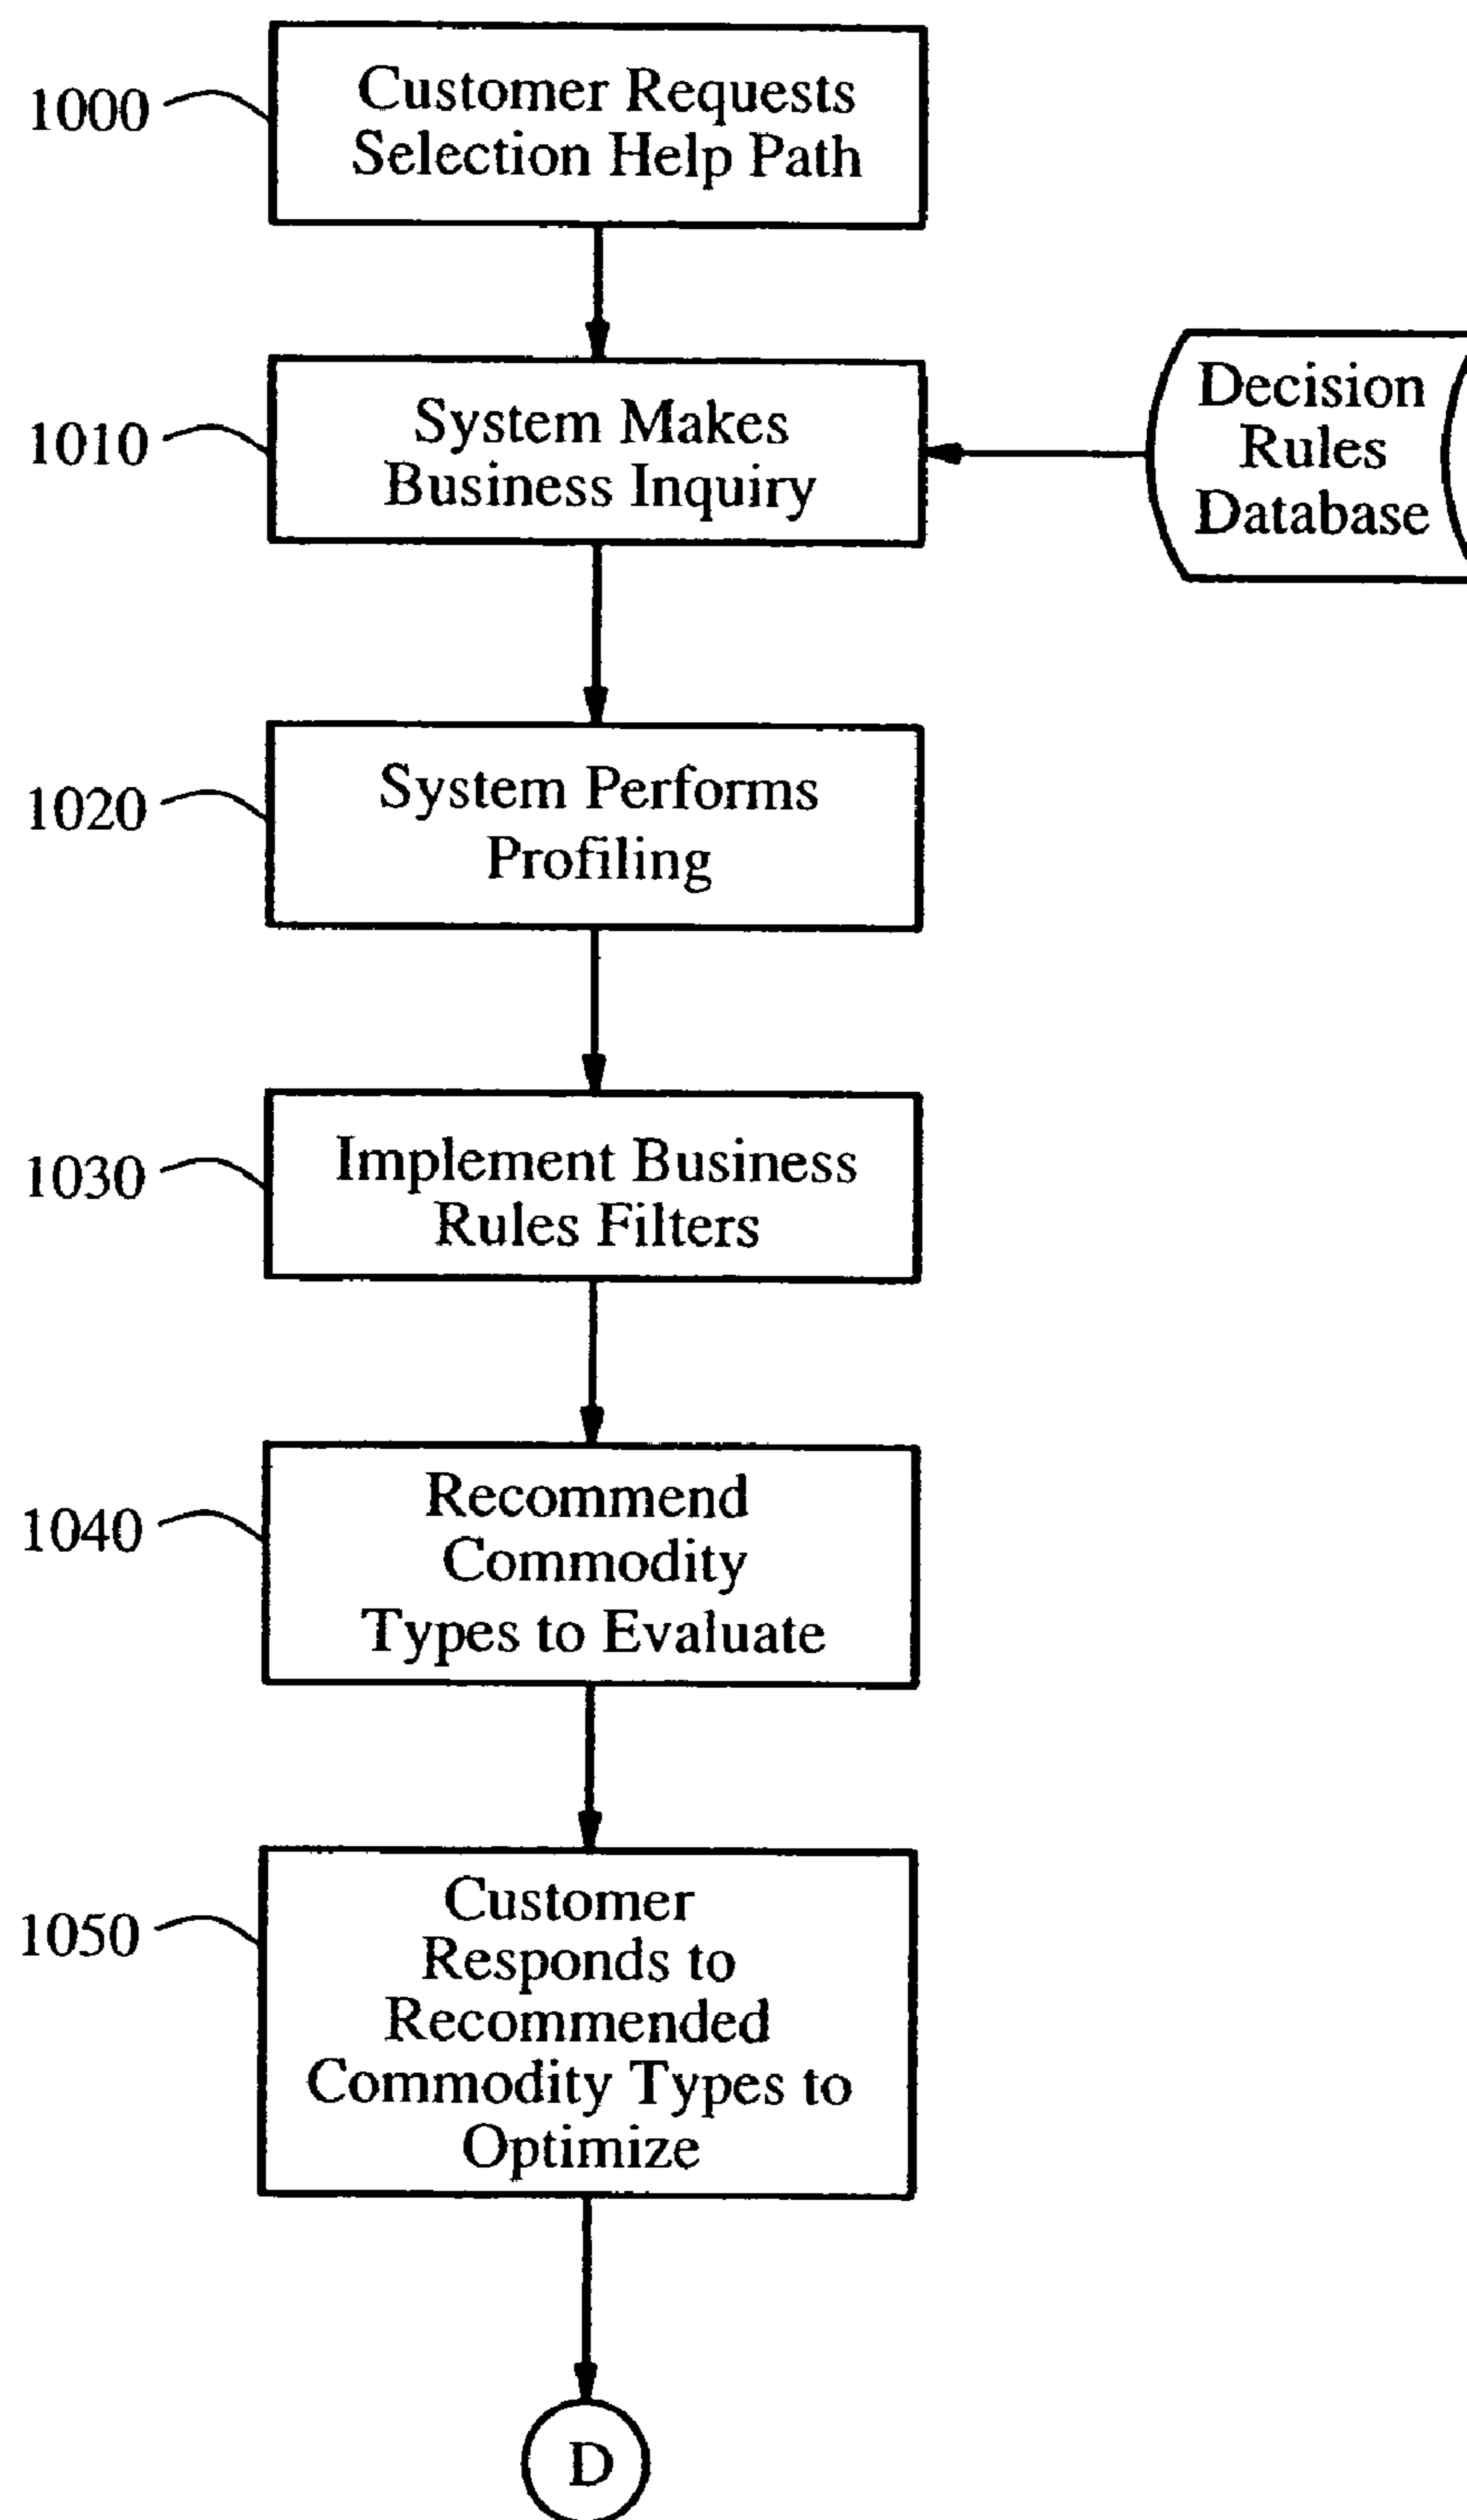 1000
Customer Requests
Selection Help Path
1010
System Makes
Business Inquiry
Decision
Rules
Database
1020
System Performs
Profiling
1030
Implement Business
Rules Filters
1040
Recommend
Commodity
Types to Evaluate
1050
Customer
Responds to
Recommended
Commodity Types to
Optimize
D